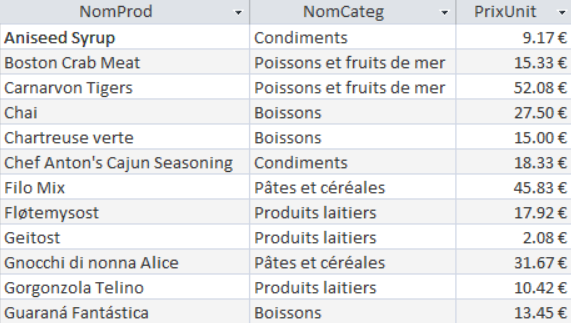 NomProd NomCateg PrixUnit
Aniseed Syrup Condiments 9.17 €
Boston Crab Meat Poissons et fruits de mer 15.33 €
Carnarvon Tigers Poissons et fruits de mer 52.08 €
Chai Boissons 27.50 €
Chartreuse verte Boissons 15.00 €
Chef Anton's Cajun Seasoning Condiments 18.33 €
Filo Mix Pâtes et céréales 45.83 €
Fløtemysost Produits laitiers 17.92 €
Geitost Produits laitiers 2.08 €
Gnocchi di nonna Alice Pâtes et céréales 31.67 €
Gorgonzola Telino Produits laitiers 10.42 €
Guaraná Fantástica Boissons 13.45 €